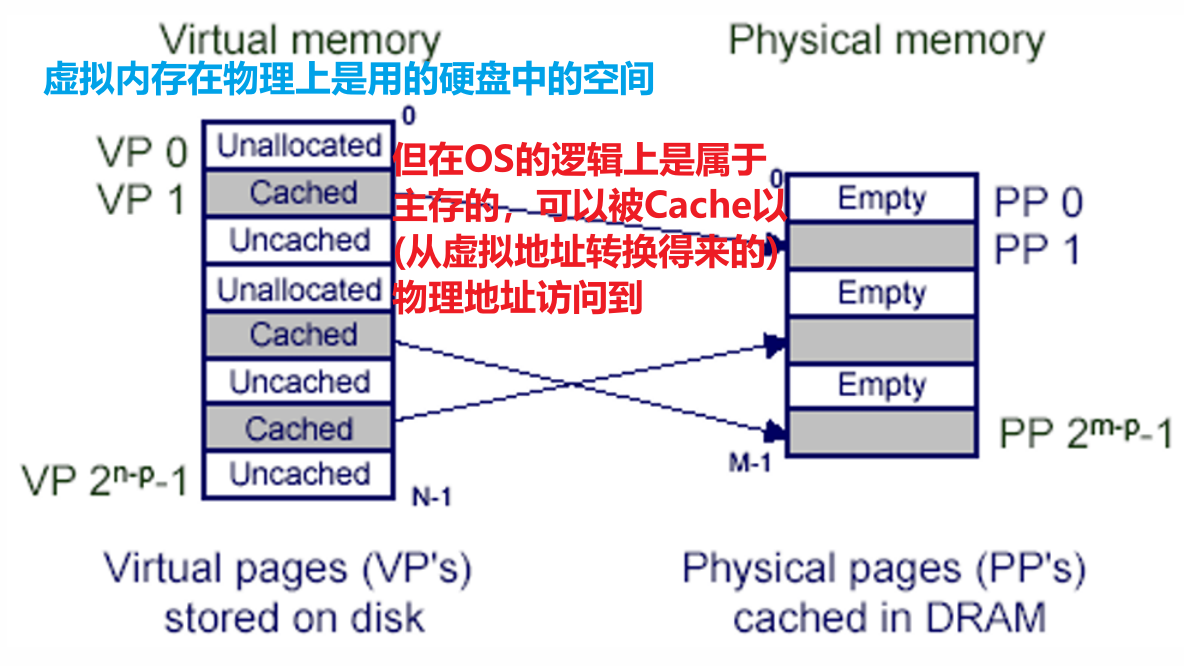 Virtual memory
Physical memory
虚拟内存在物理上是用的硬盘中的空间
0
VP 0
Unallocated
但在OS的逻辑上是属于
VP 1
Cached
主存的，可以被Cache以
Uncached
(从虚拟地址转换得来的)
Unallocated
物理地址访问到
Cached
Uncached
Cached
VP 2ⁿ⁻ᵖ-1
Uncached
N-1
0
Empty
PP 0
PP 1
Empty
Empty
PP 2ᵐ⁻ᵖ-1
M-1
Virtual pages (VP's)
stored on disk
Physical pages (PP's)
cached in DRAM